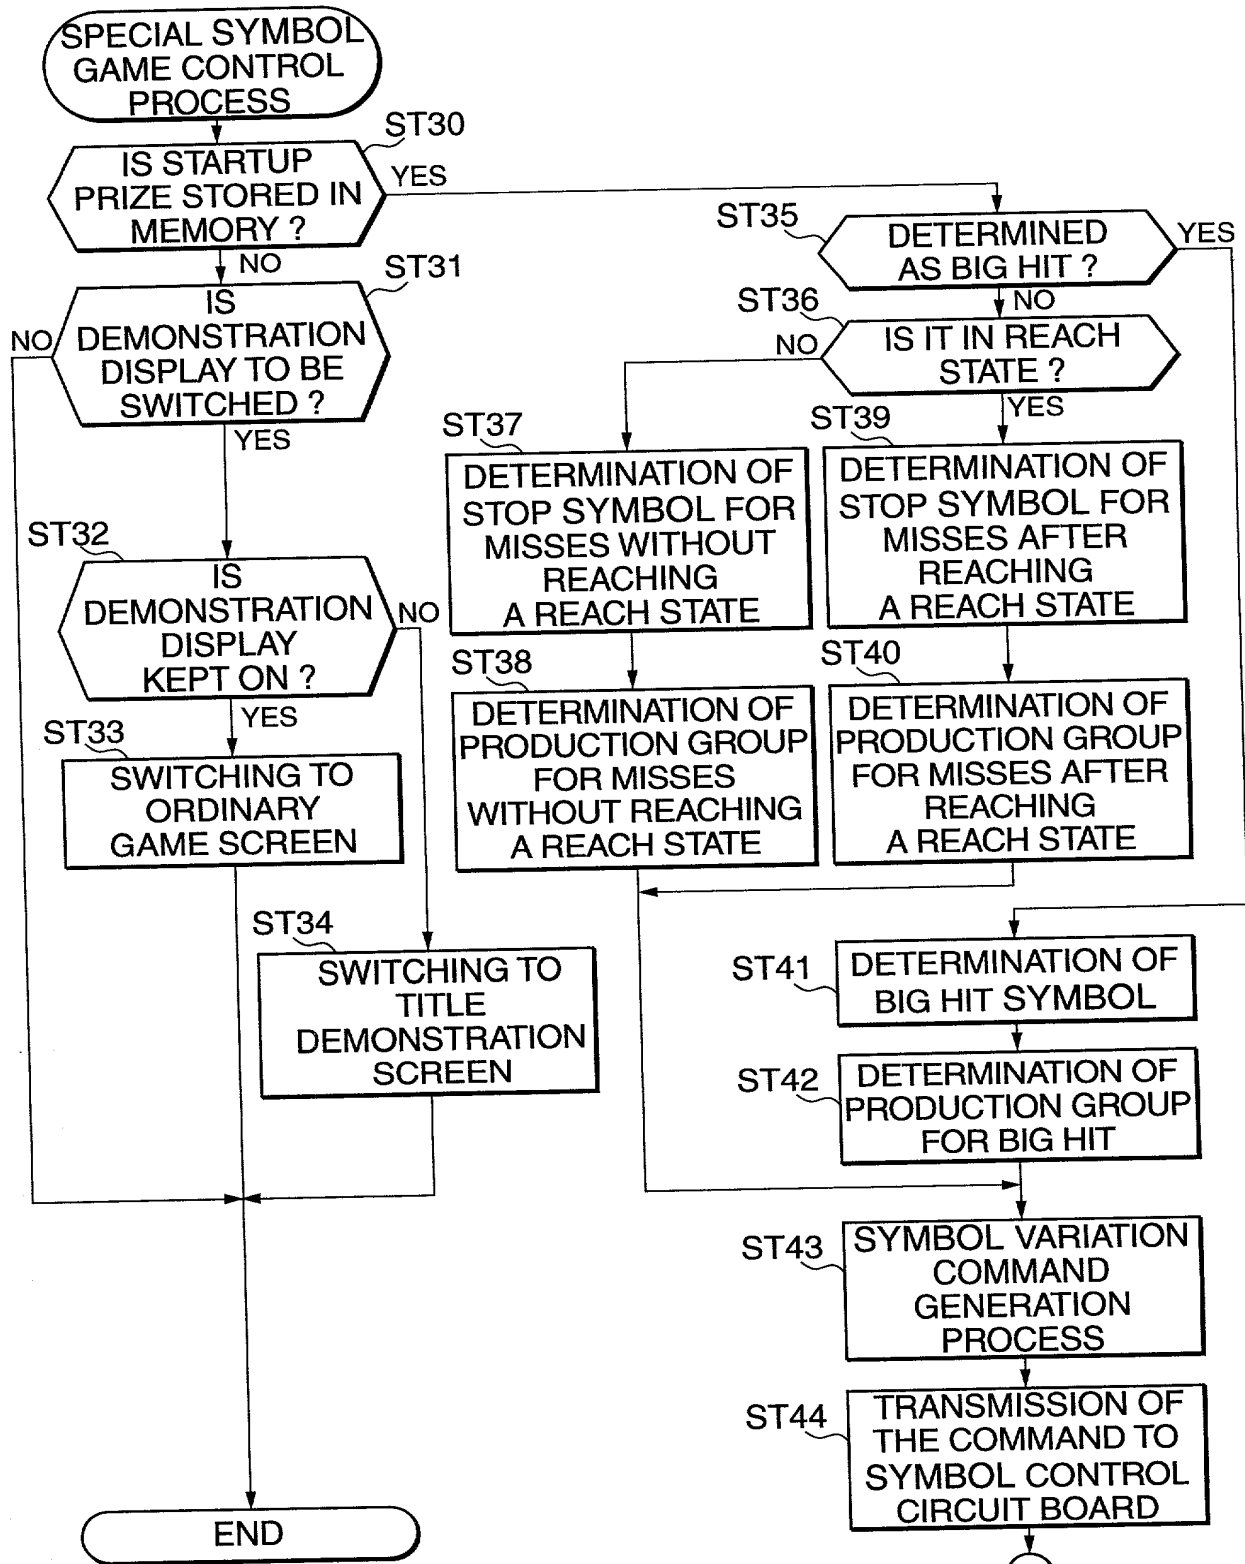 SPECIAL SYMBOL
GAME CONTROL
PROCESS
ST30
IS STARTUP
PRIZE STORED IN
MEMORY ?
YES
NO
ST31
IS
DEMONSTRATION
DISPLAY TO BE
SWITCHED ?
NO
YES
ST32
IS
DEMONSTRATION
DISPLAY
KEPT ON ?
NO
YES
ST33
SWITCHING TO
ORDINARY
GAME SCREEN
ST34
SWITCHING TO
TITLE
DEMONSTRATION
SCREEN
END
ST35
DETERMINED
AS BIG HIT ?
YES
NO
ST36
IS IT IN REACH
STATE ?
NO
YES
ST37
DETERMINATION OF
STOP SYMBOL FOR
MISSES WITHOUT
REACHING
A REACH STATE
ST38
DETERMINATION OF
PRODUCTION GROUP
FOR MISSES
WITHOUT REACHING
A REACH STATE
ST39
DETERMINATION OF
STOP SYMBOL FOR
MISSES AFTER
REACHING
A REACH STATE
ST40
DETERMINATION OF
PRODUCTION GROUP
FOR MISSES AFTER
REACHING
A REACH STATE
ST41
DETERMINATION OF
BIG HIT SYMBOL
ST42
DETERMINATION OF
PRODUCTION GROUP
FOR BIG HIT
ST43
SYMBOL VARIATION
COMMAND
GENERATION
PROCESS
ST44
TRANSMISSION OF
THE COMMAND TO
SYMBOL CONTROL
CIRCUIT BOARD